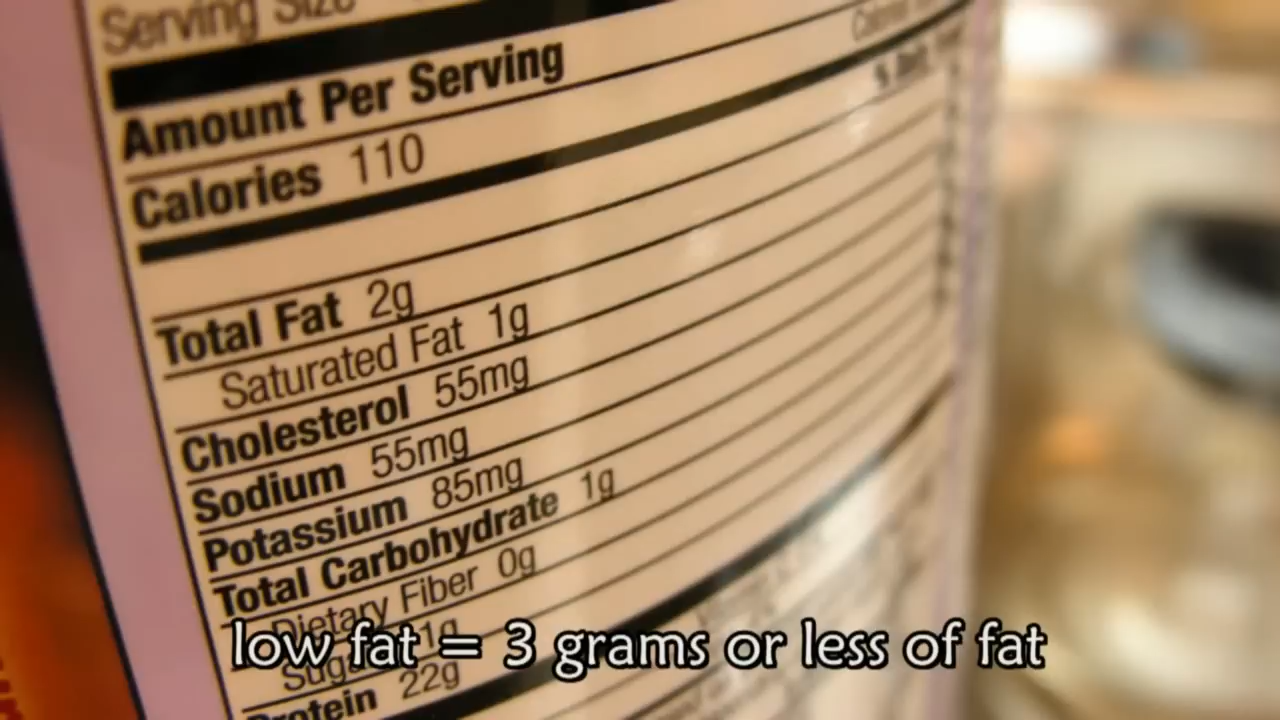 Serving Size
Amount Per Serving
Calories 110
Total Fat 2g
Saturated Fat 1g
Cholesterol 55mg
Sodium 55mg
Potassium 85mg
Total Carbohydrate 1g
Dietary Fiber 0g
1g
Protein 22g
low fat = 3 grams or less of fat